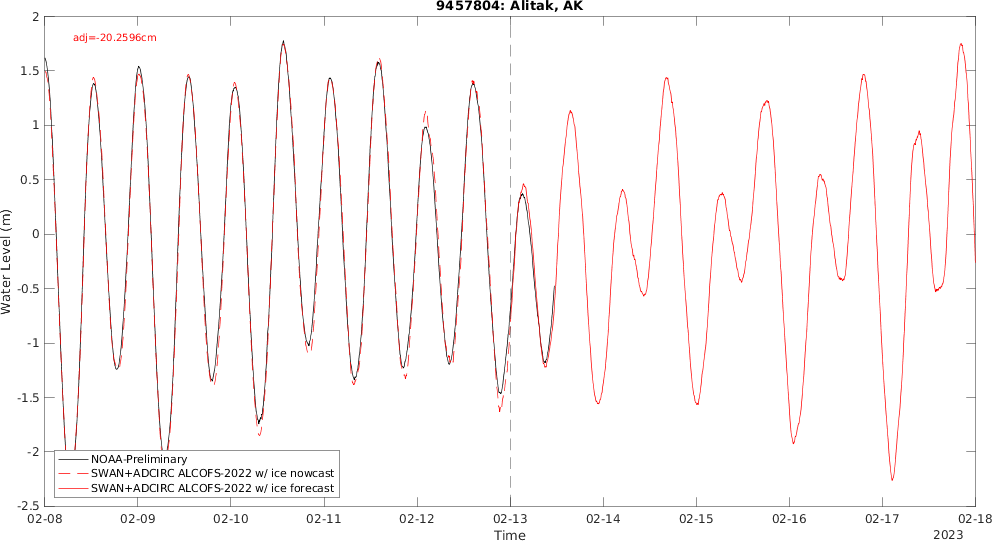 9457804: Alitak, AK
adj=-20.2596cm
Water Level (m)
2
1.5
1
0.5
0
-0.5
-1
-1.5
-2
-2.5
NOAA-Preliminary
SWAN+ADCIRC ALCOFS-2022 w/ ice nowcast
SWAN+ADCIRC ALCOFS-2022 w/ ice forecast
02-08 02-09 02-10 02-11 02-12 02-13 02-14 02-15 02-16 02-17 02-18
Time
2023